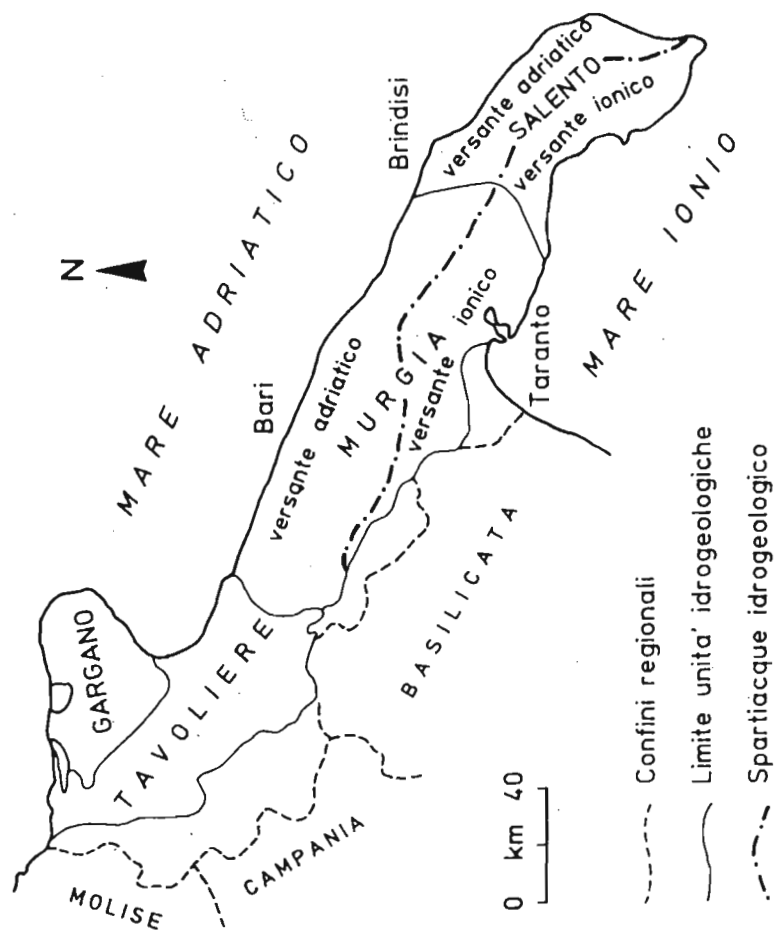 N
MARE ADRIATICO
GARGANO
TAVOLIERE
MOLISE
CAMPANIA
BASILICATA
Bari
versante adriatico
MURGIA
versante ionico
Brindisi
versante adriatico
SALENTO
versante ionico
Taranto
MARE IONIO
0 km 40
Confini regionali
Limite unita' idrogeologiche
Spartiacque idrogeologico